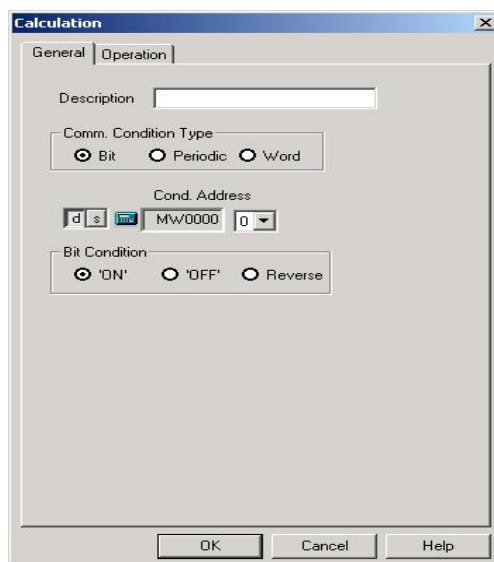 Calculation
General Operation
Description
Comm. Condition Type
Bit Periodic Word
Cond. Address
d s MW0000 0
Bit Condition
'ON' 'OFF' Reverse
OK Cancel Help